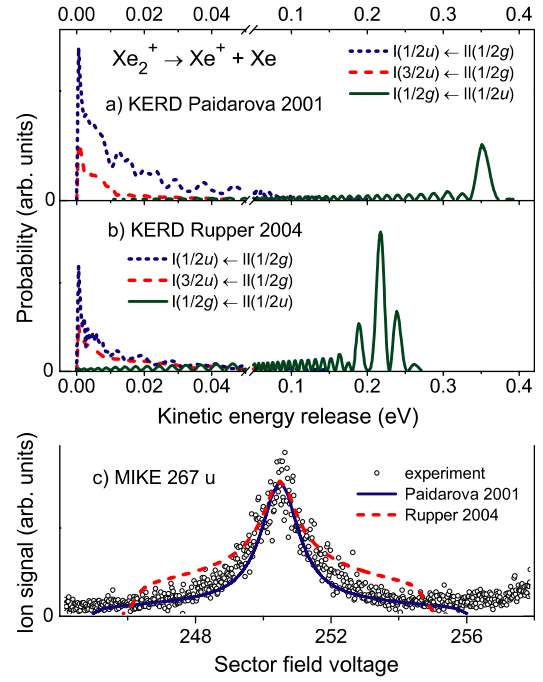 0.00 0.02 0.04 0.1 0.2 0.3 0.4
Xe₂⁺ → Xe⁺ + Xe
I(1/2u) ← II(1/2g)
I(3/2u) ← II(1/2g)
I(1/2g) ← II(1/2u)
a) KERD Paidarova 2001
0
Probability (arb. units)
b) KERD Rupper 2004
I(1/2u) ← II(1/2g)
I(3/2u) ← II(1/2g)
I(1/2g) ← II(1/2u)
0
0.00 0.02 0.04 0.1 0.2 0.3 0.4
Kinetic energy release (eV)
Ion signal (arb. units)
c) MIKE 267 u
experiment
Paidarova 2001
Rupper 2004
0
248 252 256
Sector field voltage